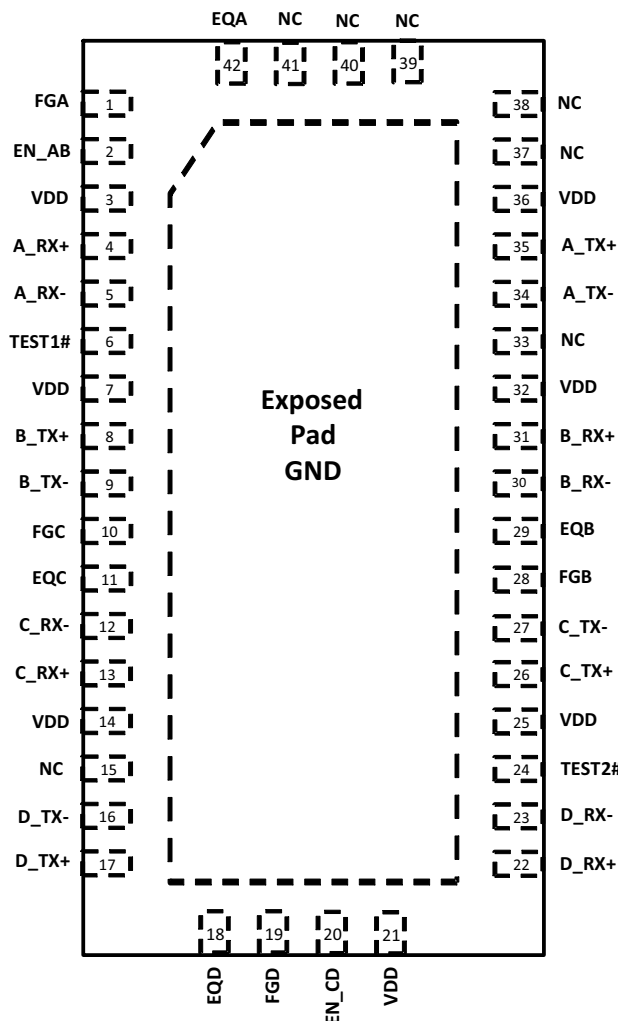 EQA NC NC NC
42 41 40 39
FGA 1 38 NC
EN_AB 2 37 NC
VDD 3 36 VDD
A_RX+ 4 35 A_TX+
A_RX- 5 34 A_TX-
TEST1# 6 33 NC
VDD 7 32 VDD
B_TX+ 8 31 B_RX+
B_TX- 9 30 B_RX-
FGC 10 29 EQB
EQC 11 28 FGB
C_RX- 12 27 C_TX-
C_RX+ 13 26 C_TX+
VDD 14 25 VDD
NC 15 24 TEST2#
D_TX- 16 23 D_RX-
D_TX+ 17 22 D_RX+
Exposed
Pad
GND
18 19 20 21
EQD FGD EN_CD VDD